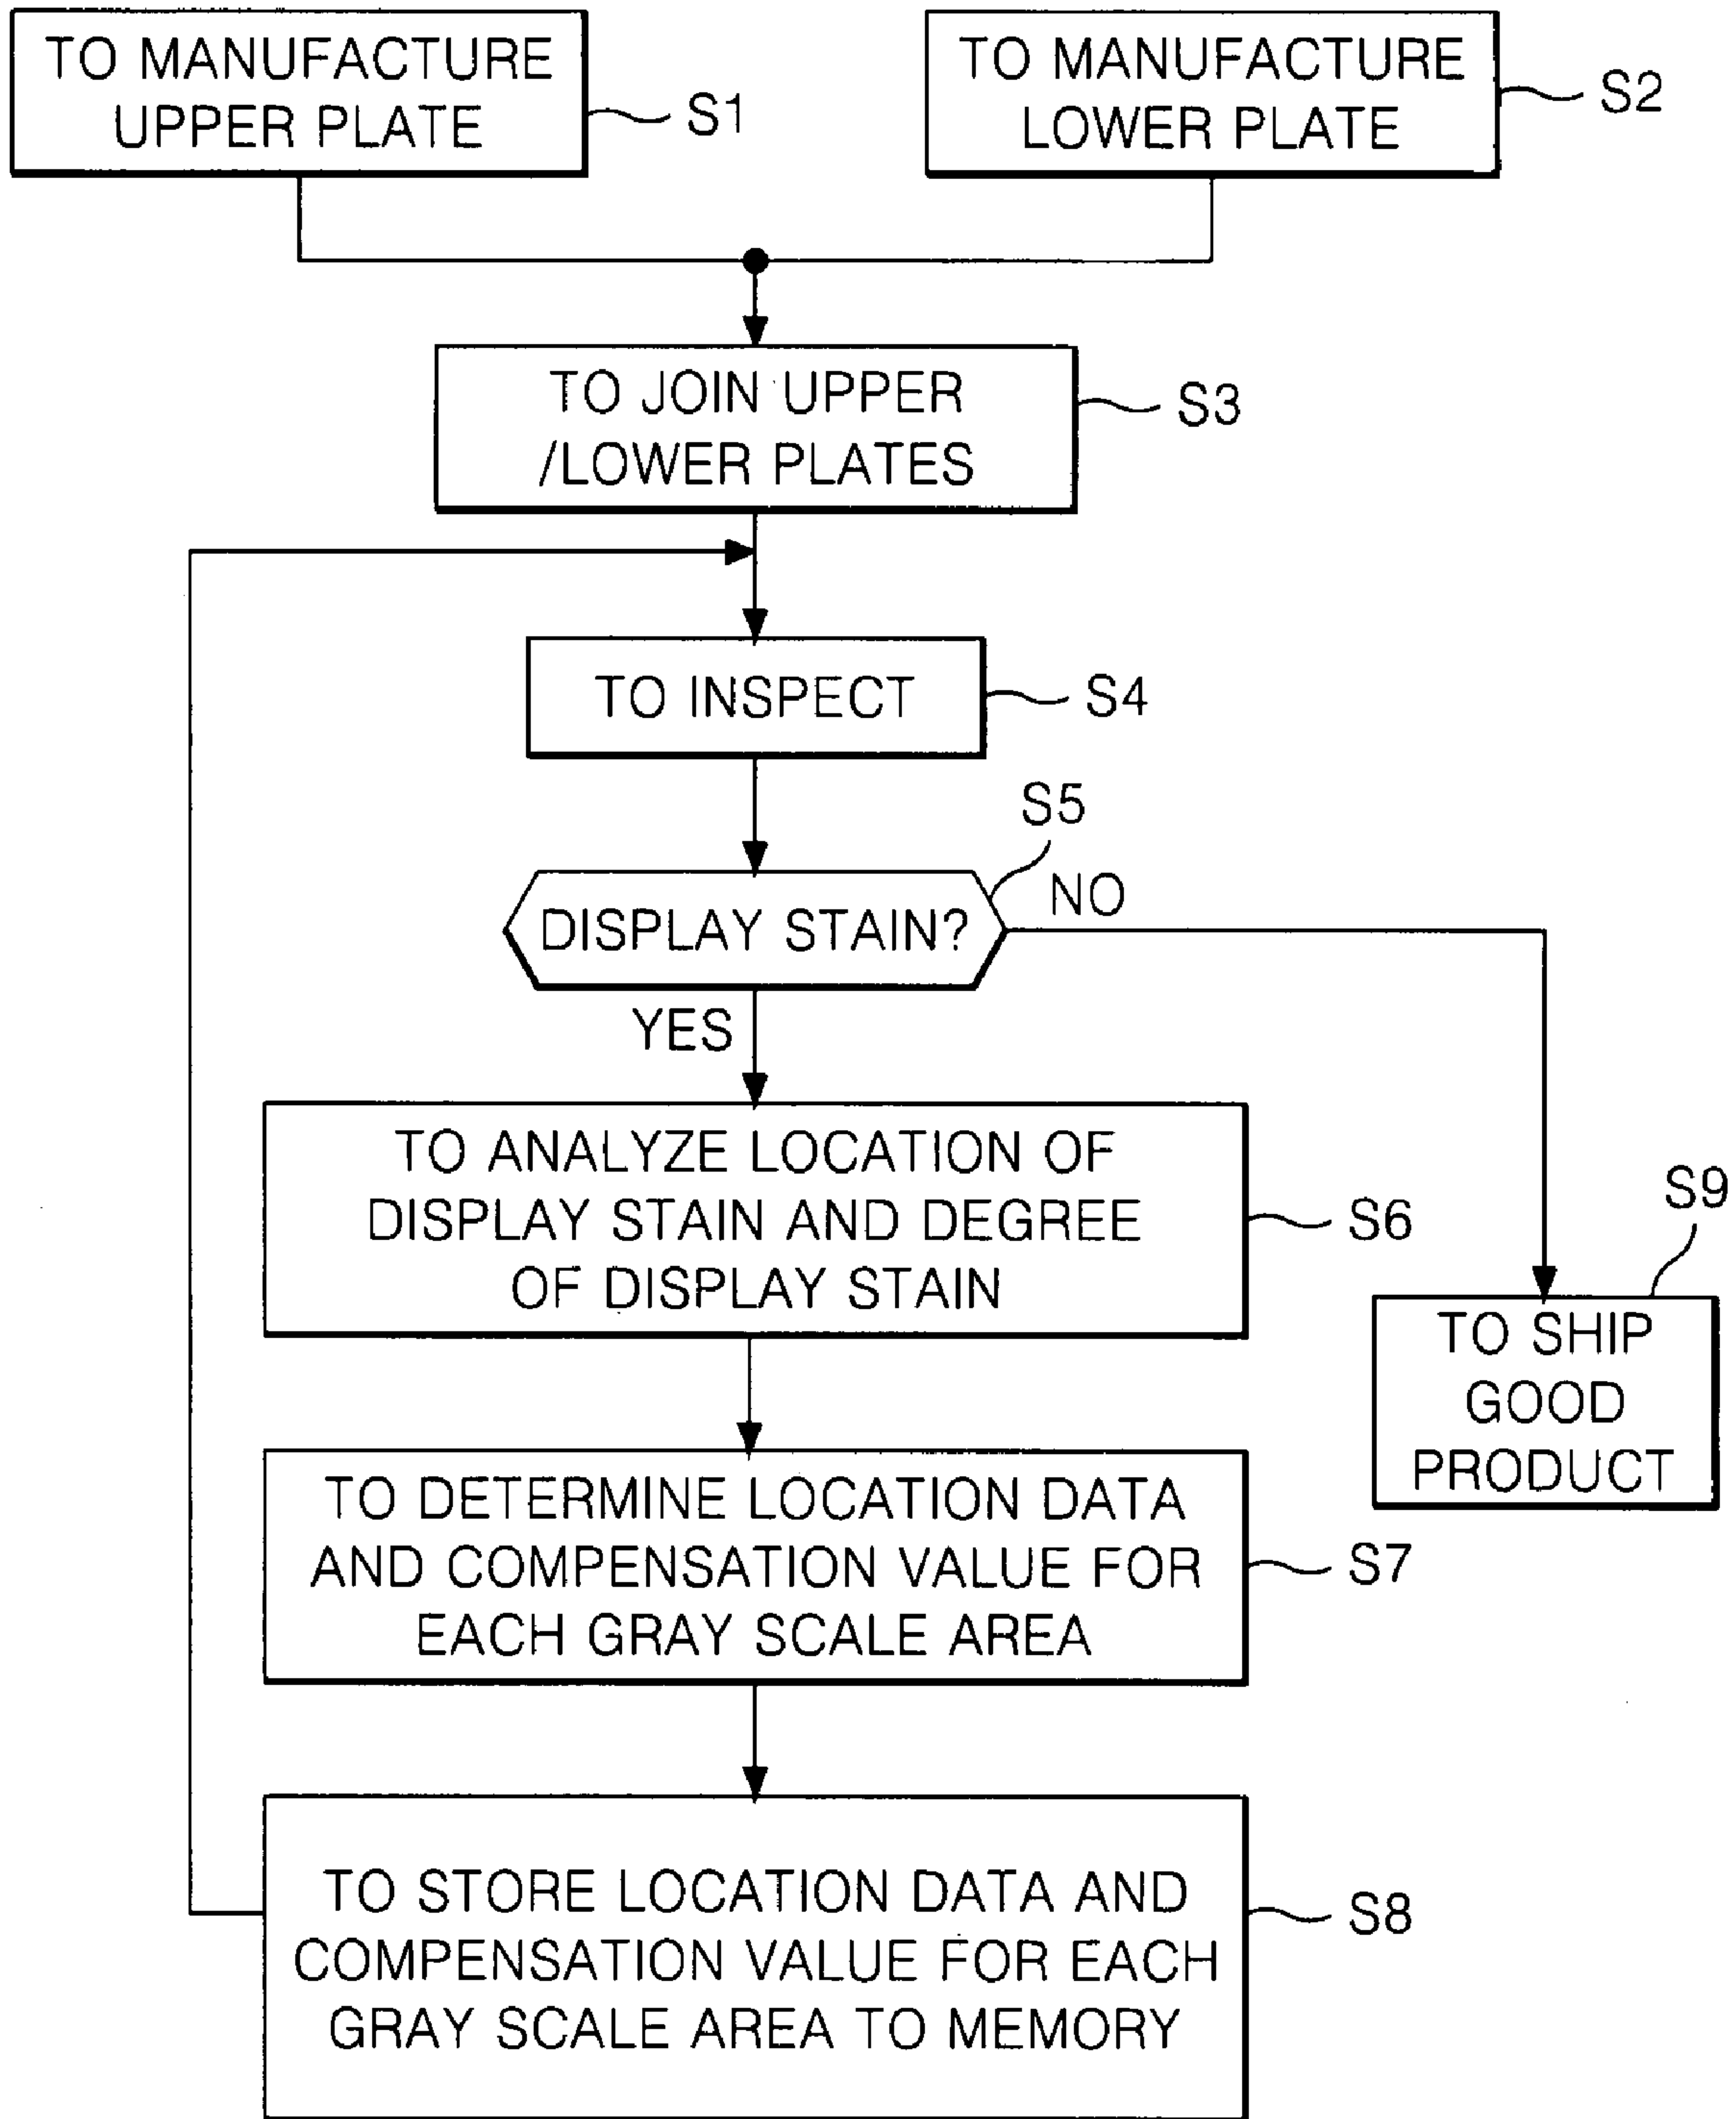 TO MANUFACTURE
UPPER PLATE
S1
TO MANUFACTURE
LOWER PLATE
S2
TO JOIN UPPER
/LOWER PLATES
S3
TO INSPECT
S4
S5
DISPLAY STAIN?
NO
YES
TO ANALYZE LOCATION OF
DISPLAY STAIN AND DEGREE
OF DISPLAY STAIN
S6
S9
TO SHIP
GOOD
PRODUCT
TO DETERMINE LOCATION DATA
AND COMPENSATION VALUE FOR
EACH GRAY SCALE AREA
S7
TO STORE LOCATION DATA AND
COMPENSATION VALUE FOR EACH
GRAY SCALE AREA TO MEMORY
S8